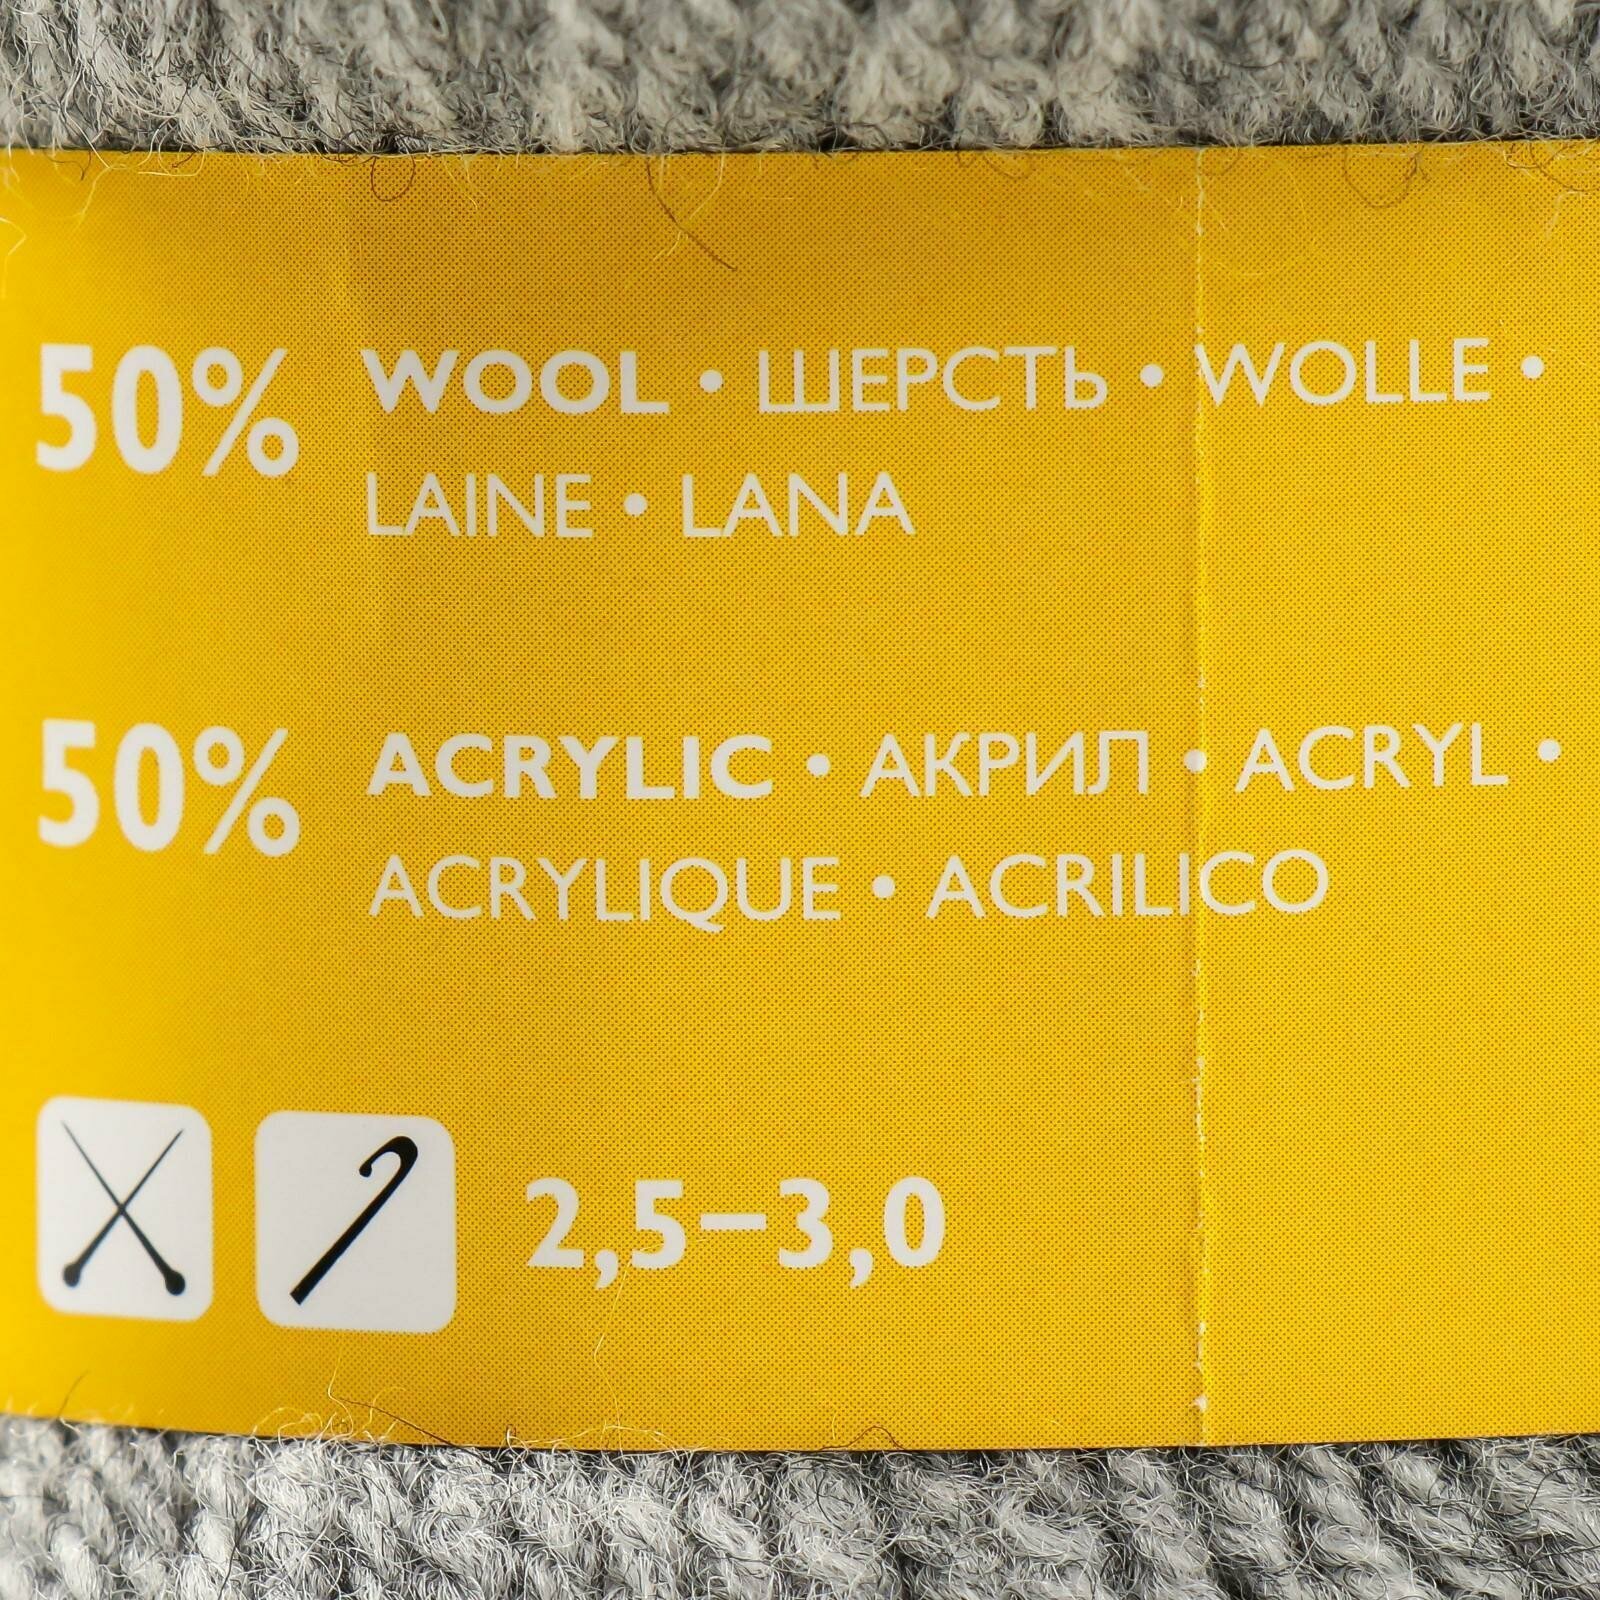 50% WOOL • ШЕРСТЬ • WOLLE •
LAINE • LANA
50% ACRYLIC • АКРИЛ • ACRYL •
ACRYLIQUE • ACRILICO
2,5–3,0